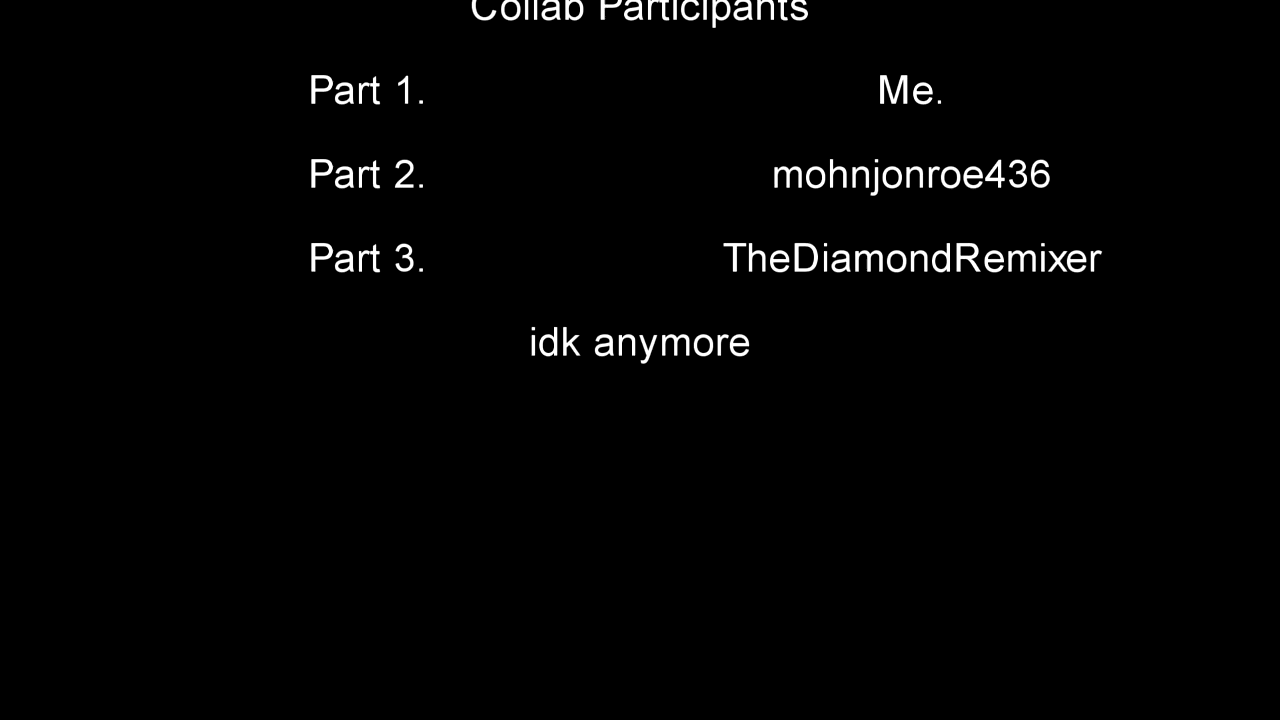 Collab Participants
Part 1. Me.
Part 2. mohnjonroe436
Part 3. TheDiamondRemixer
idk anymore